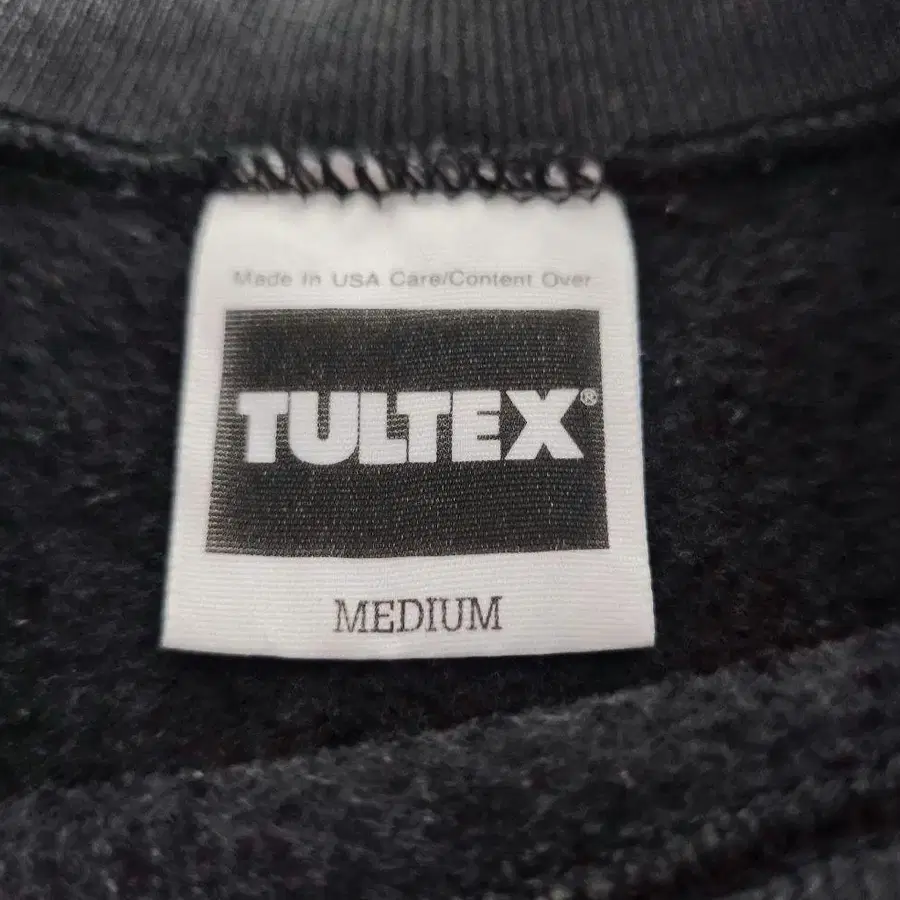 Made In USA Care/Content Over
TULTEX®
MEDIUM